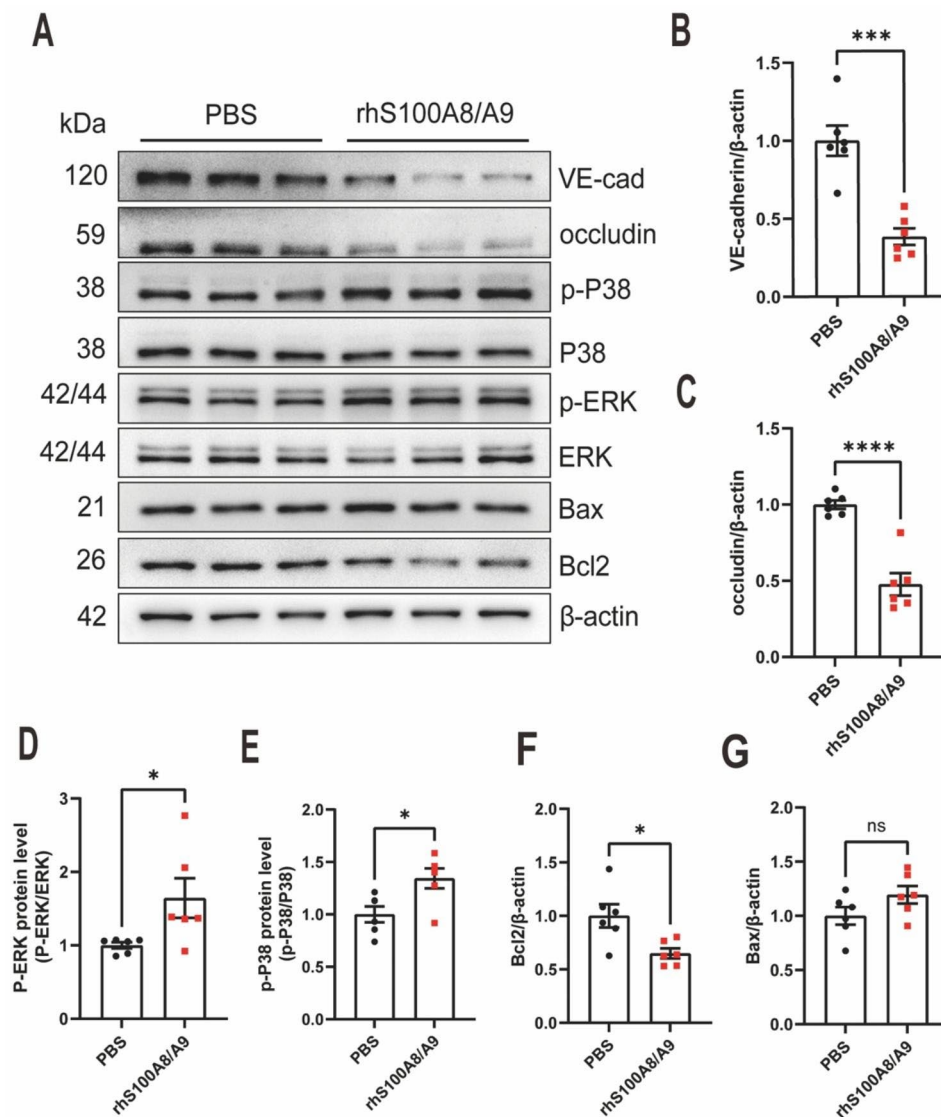 A
kDa
PBS
rhS100A8/A9
120
VE-cad
59
occludin
38
p-P38
38
P38
42/44
p-ERK
42/44
ERK
21
Bax
26
Bcl2
42
β-actin
B
***
1.5
1.0
0.5
0.0
VE-cadherin/β-actin
PBS
rhS100A8/A9
C
****
1.5
1.0
0.5
0.0
occludin/β-actin
PBS
rhS100A8/A9
D
*
3
2
1
0
P-ERK protein level
(P-ERK/ERK)
PBS
rhS100A8/A9
E
*
2.0
1.5
1.0
0.5
0.0
p-P38 protein level
(p-P38/P38)
PBS
rhS100A8/A9
F
*
2.0
1.5
1.0
0.5
0.0
Bcl2/β-actin
PBS
rhS100A8/A9
G
ns
2.0
1.5
1.0
0.5
0.0
Bax/β-actin
PBS
rhS100A8/A9